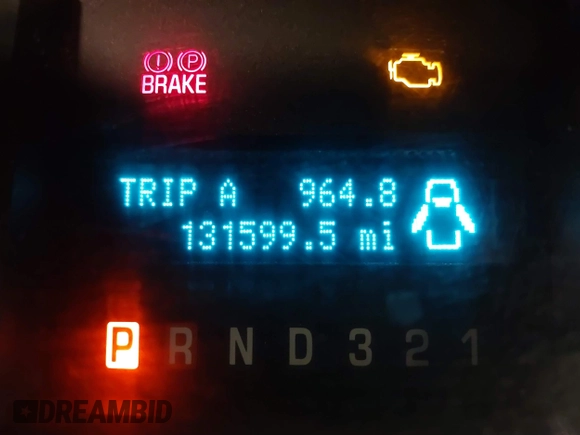 (!) (P)
BRAKE
TRIP A 964.8
131599.5 mi
P R N D 3 2 1
DREAMBID